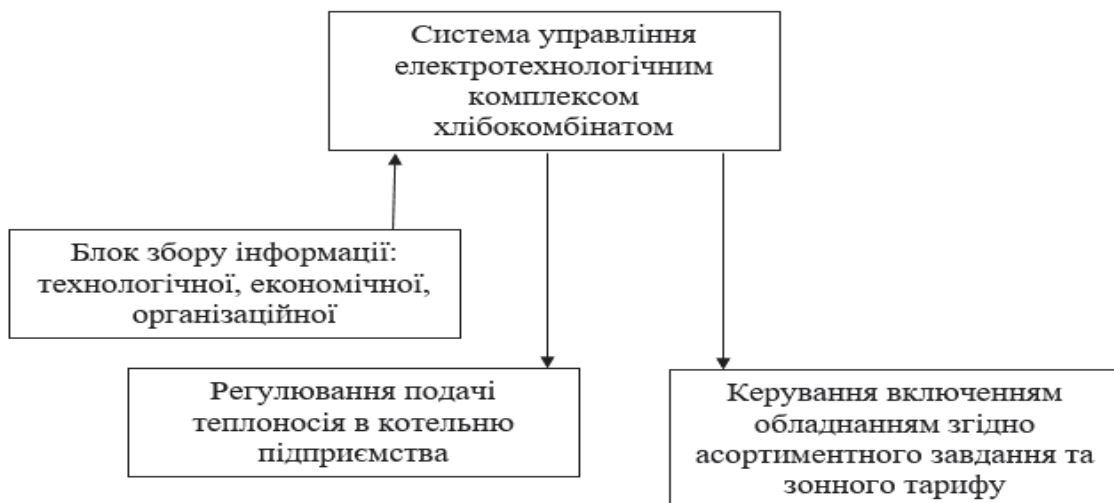 Система управління
електротехнологічним
комплексом
хлібокомбінатом
Блок збору інформації:
технологічної, економічної,
організаційної
Регулювання подачі
теплоносія в котельню
підприємства
Керування включенням
обладнанням згідно
асортиментного завдання та
зонного тарифу